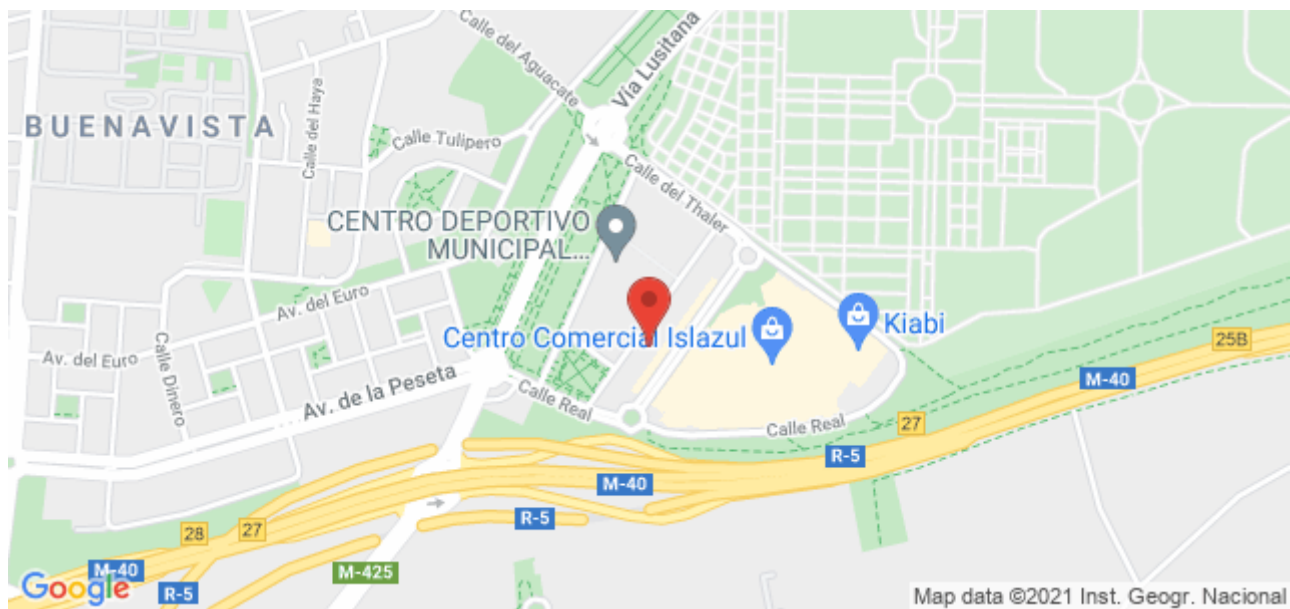 Calle del Aguacate
Via Lusitana
BUENAVISTA
Calle del Haya
Calle Tulipero
Calle del Thaler
CENTRO DEPORTIVO
MUNICIPAL...
Av. del Euro
Centro Comercial Islazul
Kiabi
25B
Av. del Euro
Calle Dinero
M-40
Av. de la Peseta
Calle Real
Calle Real
27
R-5
M-40
28
27
R-5
M-40
M-425
R-5
Google
Map data ©2021 Inst. Geogr. Nacional